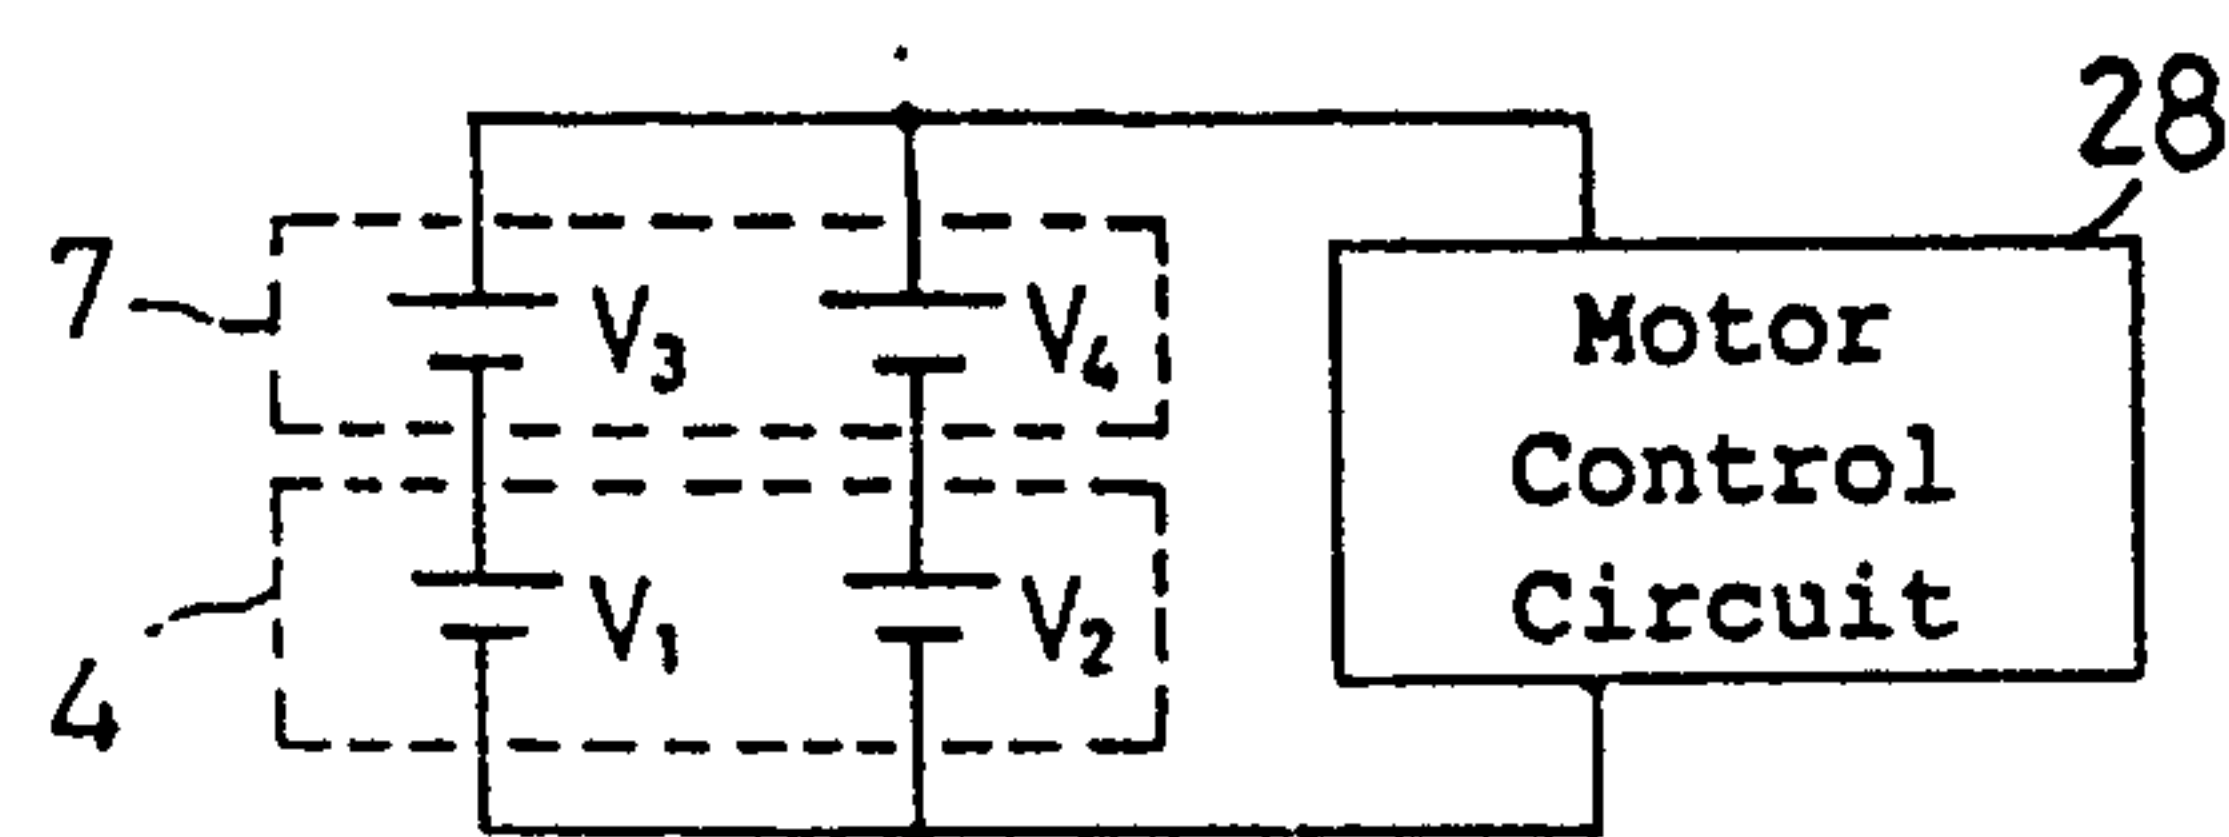 28
7
V₃
V₄
Motor
Control
Circuit
V₁
V₂
4